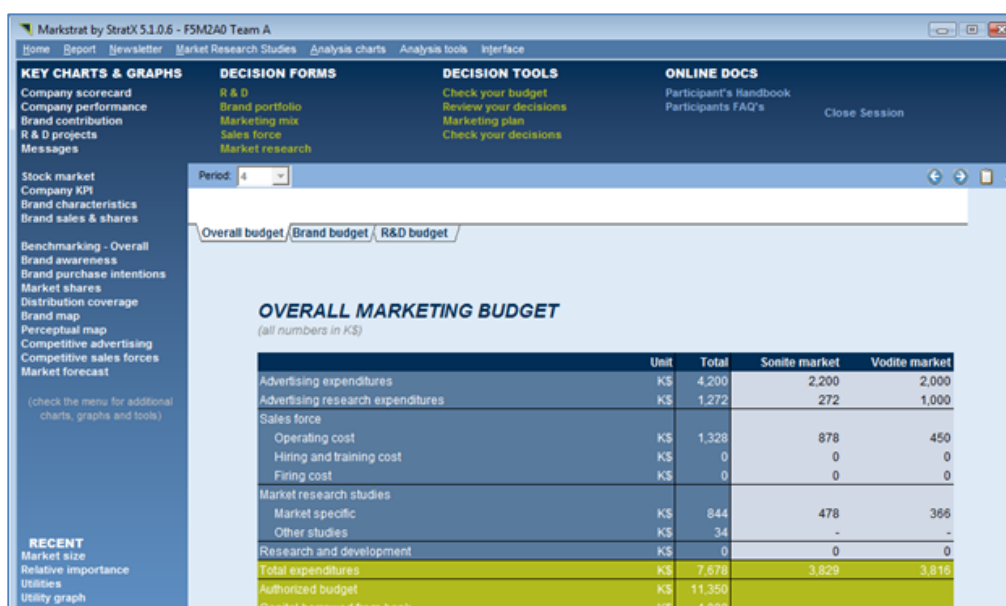 Markstrat by StratX 5.1.0.6 - F5M2A0 Team A
Home Report Newsletter Market Research Studies Analysis charts Analysis tools Interface
KEY CHARTS & GRAPHS
Company scorecard
Company performance
Brand contribution
R & D projects
Messages
DECISION FORMS
R & D
Brand portfolio
Marketing mix
Sales force
Market research
DECISION TOOLS
Check your budget
Review your decisions
Marketing plan
Check your decisions
ONLINE DOCS
Participant's Handbook
Participants FAQ's
Close Session
Stock market
Company KPI
Brand characteristics
Brand sales & shares
Benchmarking - Overall
Brand awareness
Brand purchase intentions
Market shares
Distribution coverage
Brand map
Perceptual map
Competitive advertising
Competitive sales forces
Market forecast
(check the menu for additional
charts, graphs and tools)
RECENT
Market size
Relative importance
Utilities
Utility graph
Period: 4
Overall budget Brand budget R&D budget
OVERALL MARKETING BUDGET
(all numbers in K$)
Unit Total Sonite market Vodite market
Advertising expenditures K$ 4,200 2,200 2,000
Advertising research expenditures K$ 1,272 272 1,000
Sales force
Operating cost K$ 1,328 878 450
Hiring and training cost K$ 0 0 0
Firing cost K$ 0 0 0
Market research studies
Market specific K$ 844 478 366
Other studies K$ 34 - -
Research and development K$ 0 0 0
Total expenditures K$ 7,678 3,829 3,816
Authorized budget K$ 11,350